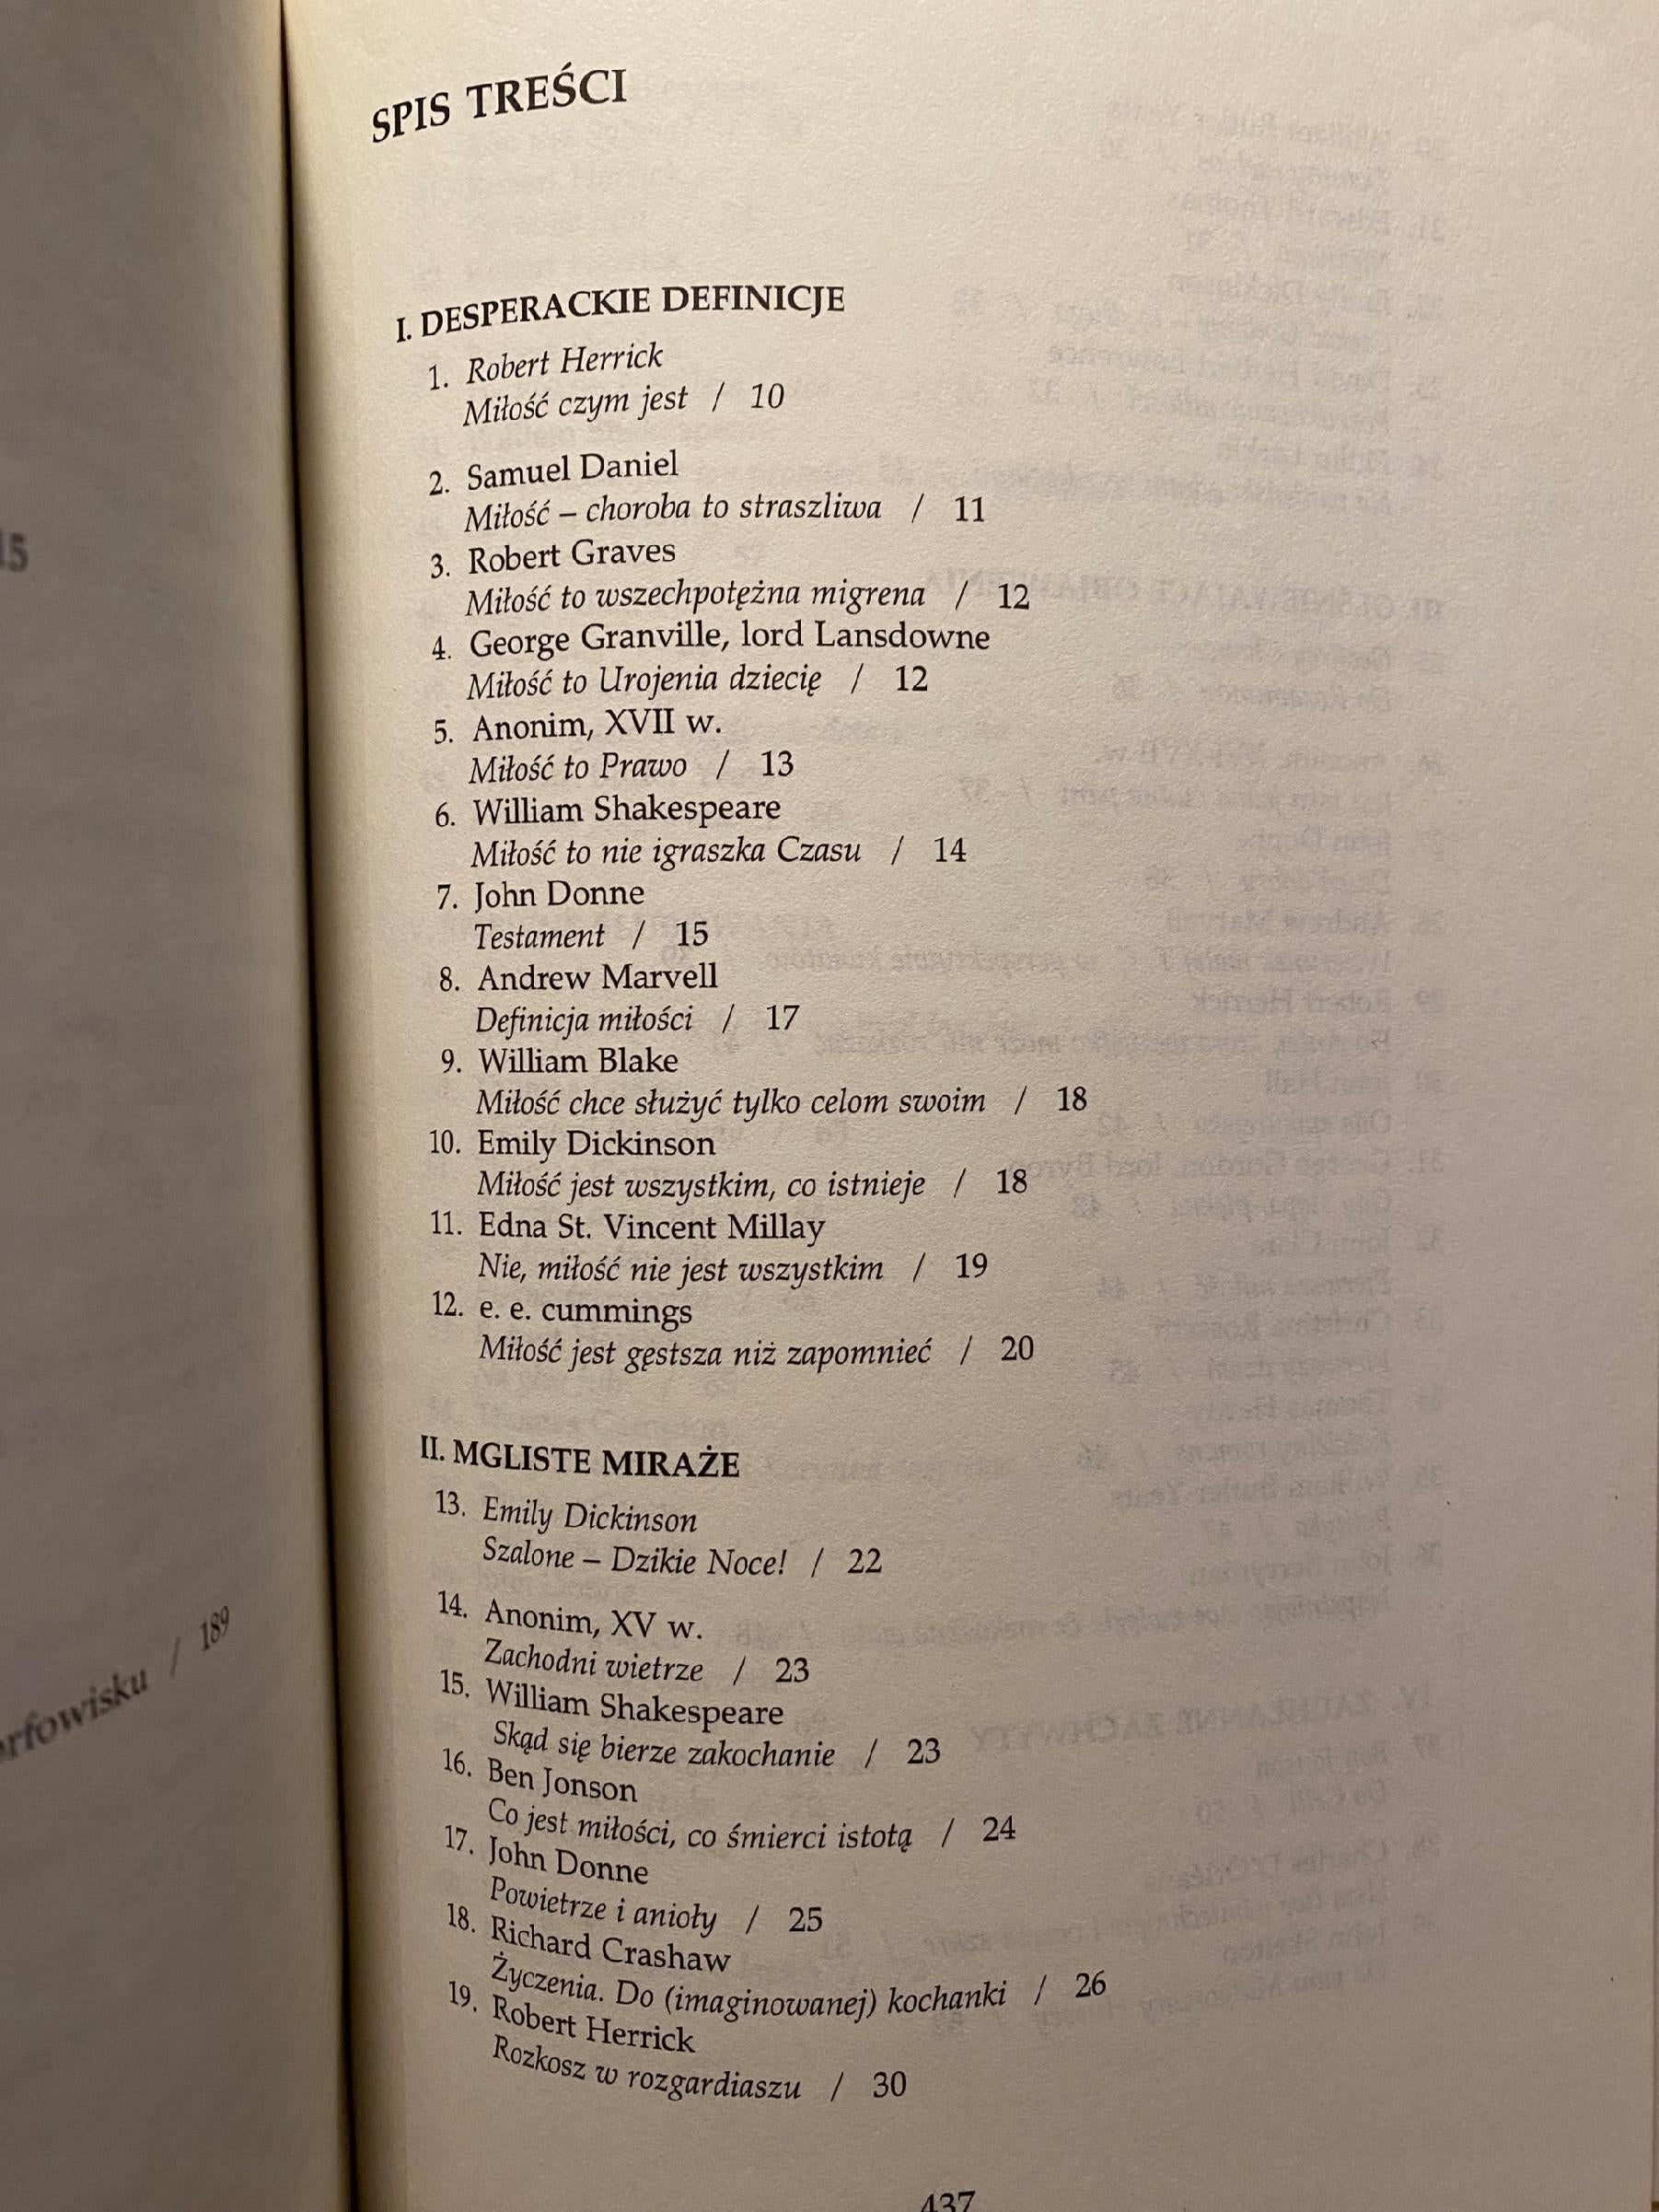 15
189
SPIS TREŚCI
I. DESPERACKIE DEFINICJE
1. Robert Herrick
Miłość czym jest / 10
2. Samuel Daniel
Miłość – choroba to straszliwa / 11
3. Robert Graves
Miłość to wszechpotężna migrena / 12
4. George Granville, lord Lansdowne
Miłość to Urojenia dziecię / 12
5. Anonim, XVII w.
Miłość to Prawo / 13
6. William Shakespeare
Miłość to nie igraszka Czasu / 14
7. John Donne
Testament / 15
8. Andrew Marvell
Definicja miłości / 17
9. William Blake
Miłość chce służyć tylko celom swoim / 18
10. Emily Dickinson
Miłość jest wszystkim, co istnieje / 18
11. Edna St. Vincent Millay
Nie, miłość nie jest wszystkim / 19
12. e. e. cummings
Miłość jest gęstsza niż zapomnieć / 20
II. MGLISTE MIRAŻE
13. Emily Dickinson
Szalone – Dzikie Noce! / 22
14. Anonim, XV w.
Zachodni wietrze / 23
15. William Shakespeare
Skąd się bierze zakochanie / 23
16. Ben Jonson
Co jest miłości, co śmierci istotą / 24
17. John Donne
Powietrze i anioły / 25
18. Richard Crashaw
Życzenia. Do (imaginowanej) kochanki / 26
19. Robert Herrick
Rozkosz w rozgardiaszu / 30
437